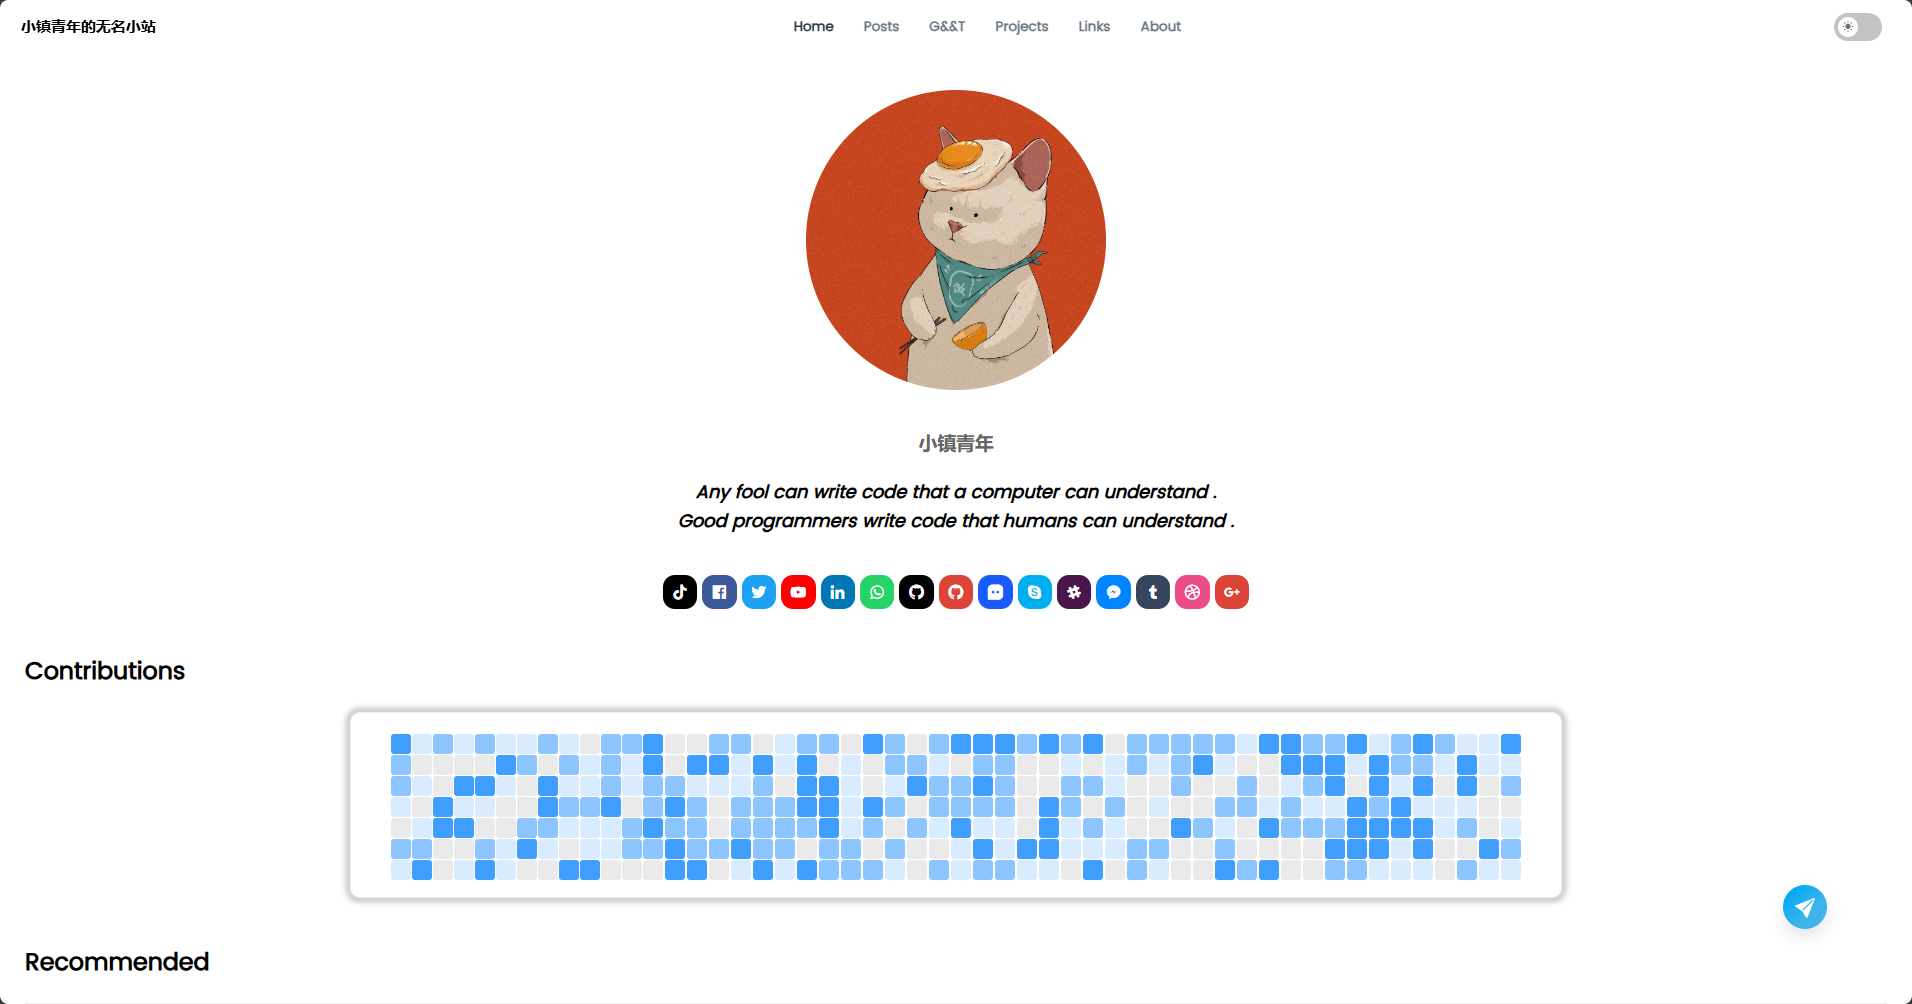 小镇青年的无名小站
Home Posts G&&T Projects Links About
小镇青年
Any fool can write code that a computer can understand .
Good programmers write code that humans can understand .
Contributions
Recommended